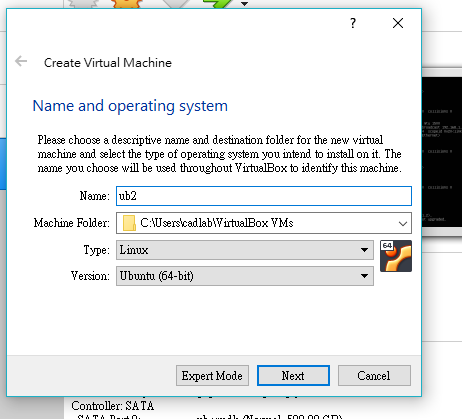 Create Virtual Machine
Name and operating system
Please choose a descriptive name and destination folder for the new virtual
machine and select the type of operating system you intend to install on it. The
name you choose will be used throughout VirtualBox to identify this machine.
Name: ub2
Machine Folder: C:\Users\cadlab\VirtualBox VMs
Type: Linux
64
Version: Ubuntu (64-bit)
Expert Mode Next Cancel
Controller: SATA